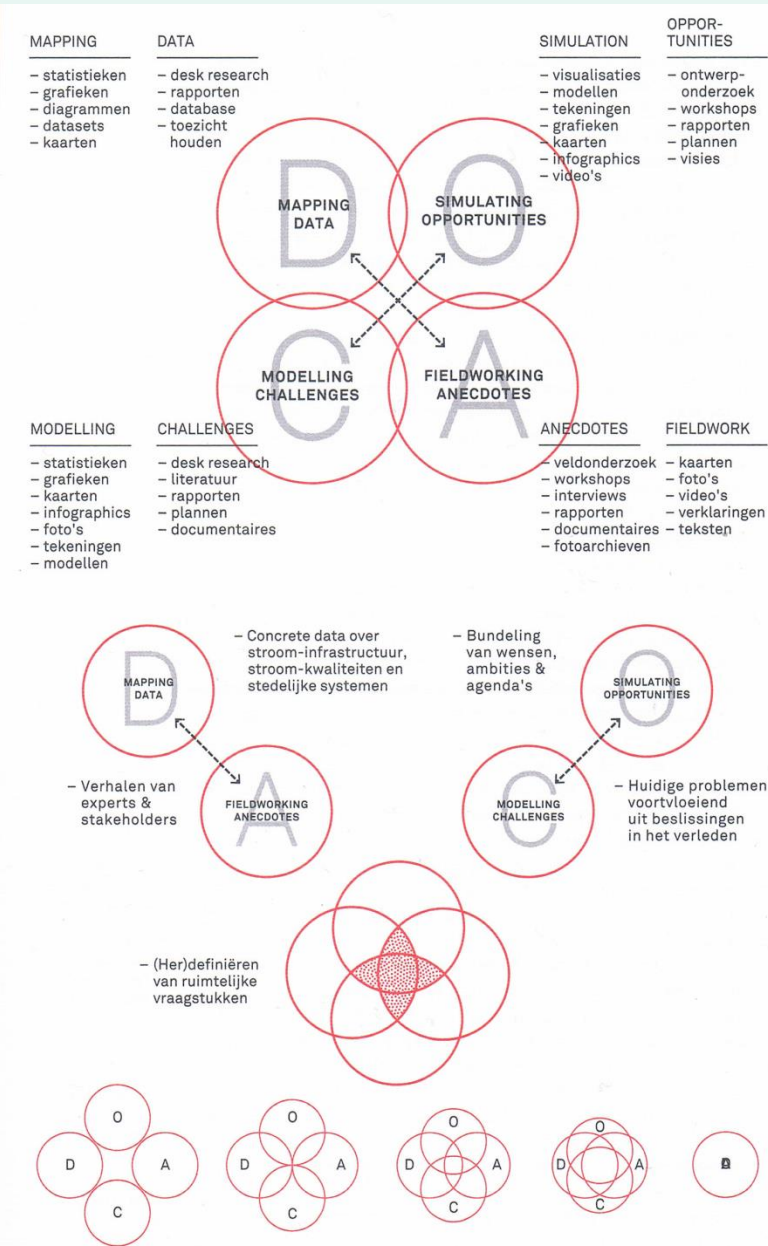 MAPPING
– statistieken
– grafieken
– diagrammen
– datasets
– kaarten
DATA
– desk research
– rapporten
– database
– toezicht
houden
SIMULATION
– visualisaties
– modellen
– tekeningen
– grafieken
– kaarten
– infographics
– video's
OPPOR-
TUNITIES
– ontwerp-
onderzoek
– workshops
– rapporten
– plannen
– visies
D
MAPPING
DATA
O
SIMULATING
OPPORTUNITIES
C
MODELLING
CHALLENGES
A
FIELDWORKING
ANECDOTES
MODELLING
– statistieken
– grafieken
– kaarten
– infographics
– foto's
– tekeningen
– modellen
CHALLENGES
– desk research
– literatuur
– rapporten
– plannen
– documentaires
ANECDOTES
– veldonderzoek
– workshops
– interviews
– rapporten
– documentaires
– fotoarchieven
FIELDWORK
– kaarten
– foto's
– video's
– verklaringen
– teksten
D
MAPPING
DATA
– Concrete data over
stroom-infrastructuur,
stroom-kwaliteiten en
stedelijke systemen
– Verhalen van
experts &
stakeholders
A
FIELDWORKING
ANECDOTES
– Bundeling
van wensen,
ambities &
agenda's
O
SIMULATING
OPPORTUNITIES
C
MODELLING
CHALLENGES
– Huidige problemen
voortvloeiend
uit beslissingen
in het verleden
– (Her)definiëren
van ruimtelijke
vraagstukken
O
D
A
C
O
D
A
C
O
D
A
C
O
D
A
C